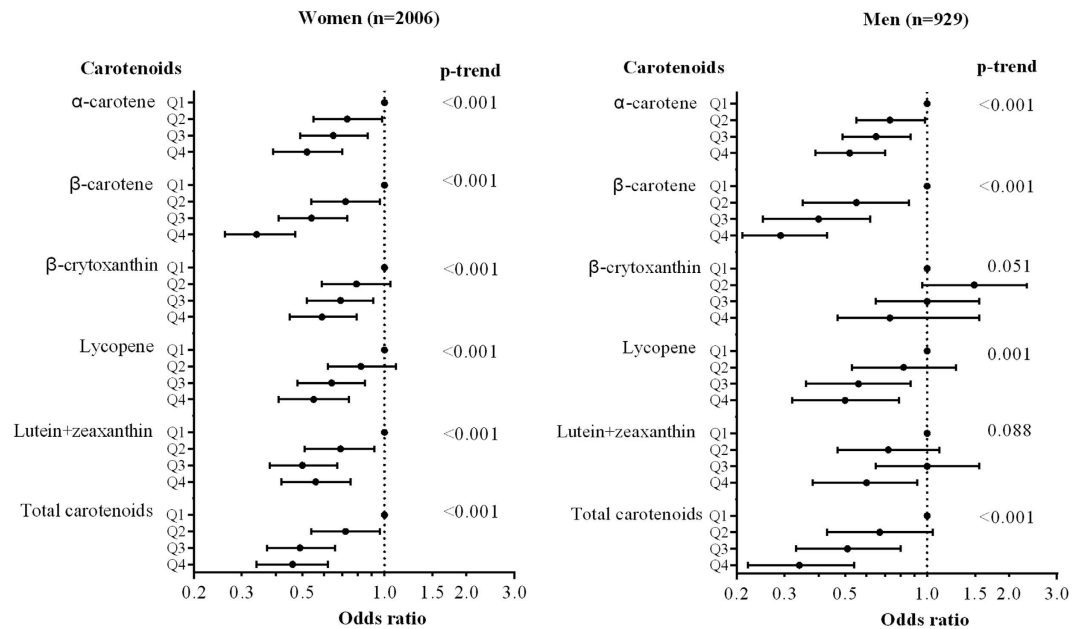 Women (n=2006)
Carotenoids p-trend
α-carotene Q1 <0.001
Q2
Q3
Q4
β-carotene Q1 <0.001
Q2
Q3
Q4
β-crytoxanthin Q1 <0.001
Q2
Q3
Q4
Lycopene Q1 <0.001
Q2
Q3
Q4
Lutein+zeaxanthin Q1 <0.001
Q2
Q3
Q4
Total carotenoids Q1 <0.001
Q2
Q3
Q4
0.2 0.3 0.5 1.0 1.5 2.0 3.0
Odds ratio
Men (n=929)
Carotenoids p-trend
α-carotene Q1 <0.001
Q2
Q3
Q4
β-carotene Q1 <0.001
Q2
Q3
Q4
β-crytoxanthin Q1 0.051
Q2
Q3
Q4
Lycopene Q1 0.001
Q2
Q3
Q4
Lutein+zeaxanthin Q1 0.088
Q2
Q3
Q4
Total carotenoids Q1 <0.001
Q2
Q3
Q4
0.2 0.3 0.5 1.0 1.5 2.0 3.0
Odds ratio